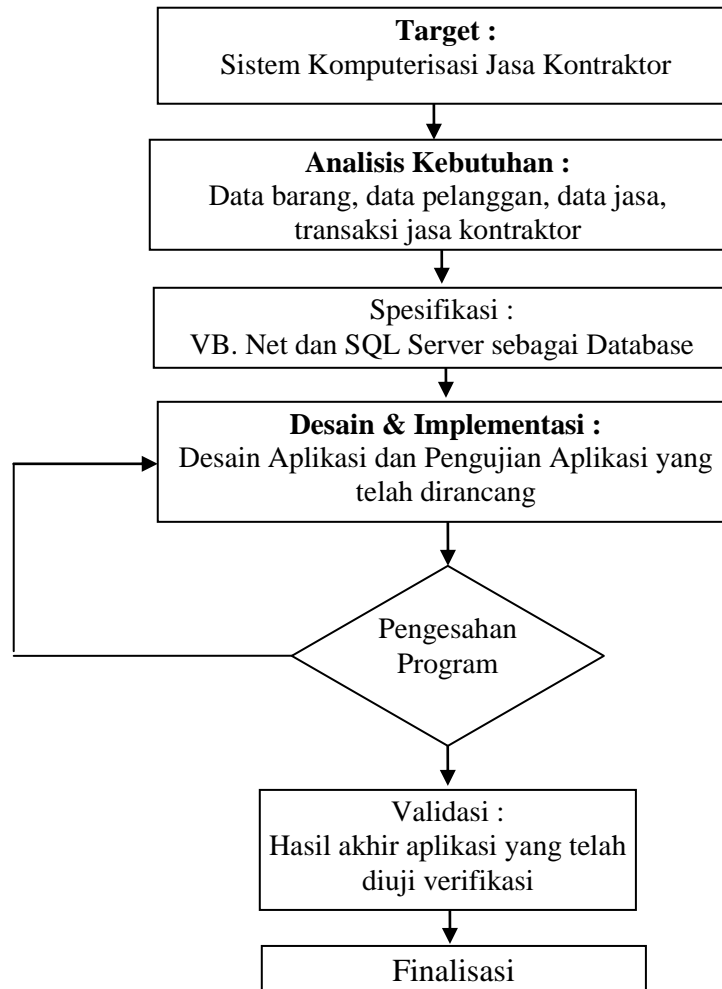 Target :
Sistem Komputerisasi Jasa Kontraktor
Analisis Kebutuhan :
Data barang, data pelanggan, data jasa,
transaksi jasa kontraktor
Spesifikasi :
VB. Net dan SQL Server sebagai Database
Desain & Implementasi :
Desain Aplikasi dan Pengujian Aplikasi yang
telah dirancang
Pengesahan
Program
Validasi :
Hasil akhir aplikasi yang telah
diuji verifikasi
Finalisasi